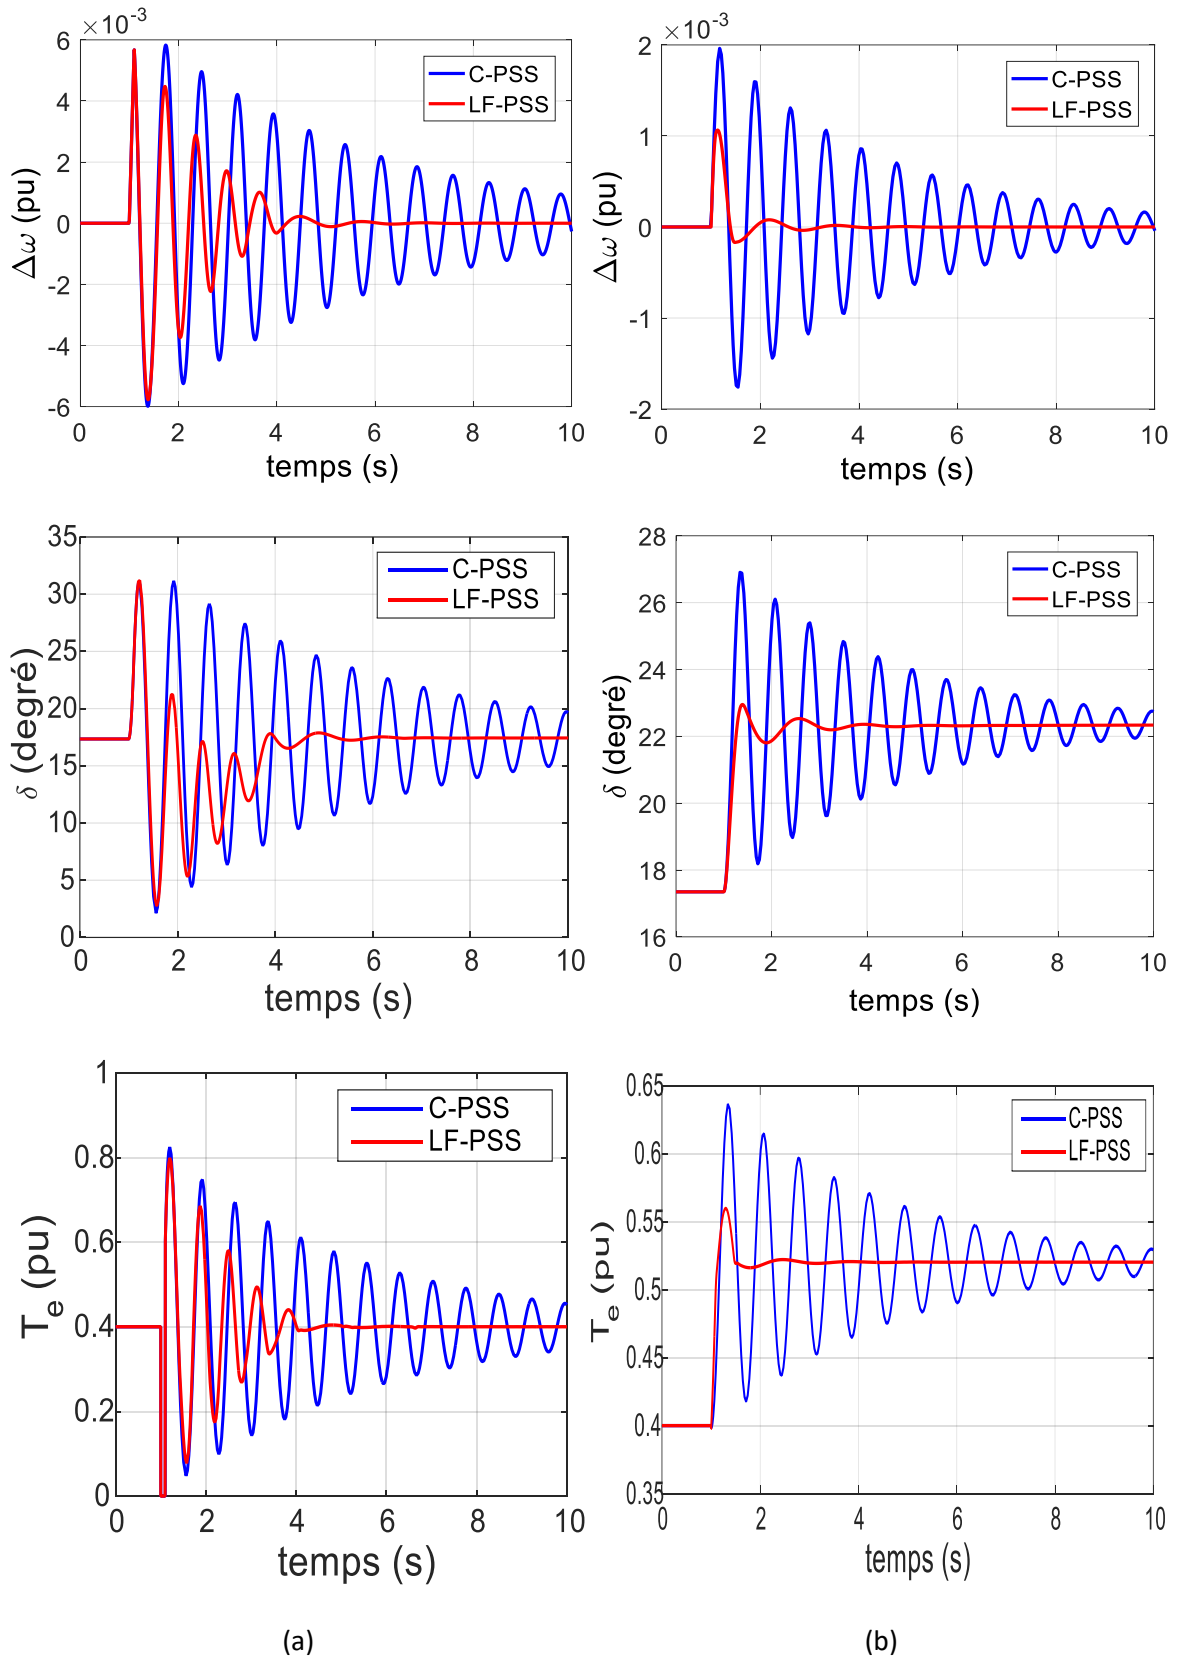 ×10⁻³
6
4
2
0
-2
-4
-6
Δω (pu)
C-PSS
LF-PSS
0 2 4 6 8 10
temps (s)
×10⁻³
2
1
0
-1
-2
Δω (pu)
C-PSS
LF-PSS
0 2 4 6 8 10
temps (s)
35
30
25
20
15
10
5
0
δ (degré)
C-PSS
LF-PSS
0 2 4 6 8 10
temps (s)
28
26
24
22
20
18
16
δ (degré)
C-PSS
LF-PSS
0 2 4 6 8 10
temps (s)
1
0.8
0.6
0.4
0.2
0
Tₑ (pu)
C-PSS
LF-PSS
0 2 4 6 8 10
temps (s)
0.65
0.6
0.55
0.5
0.45
0.4
0.35
Tₑ (pu)
C-PSS
LF-PSS
0 2 4 6 8 10
temps (s)
(a)
(b)